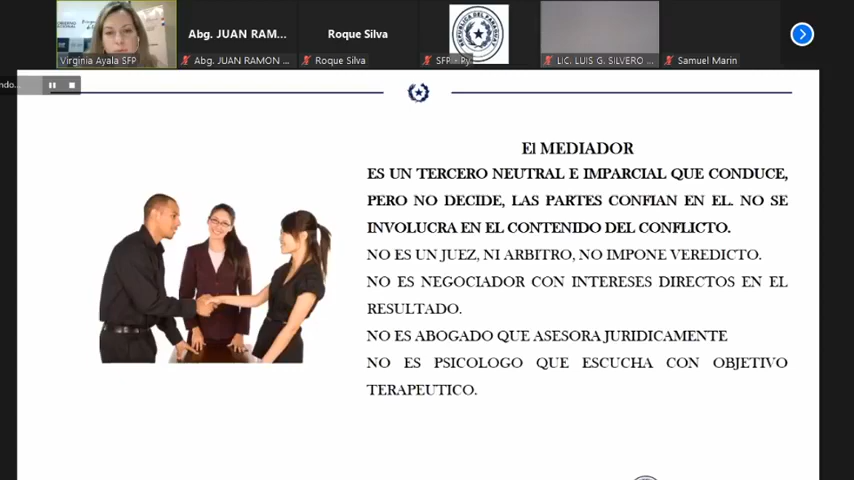 Abg. JUAN RAM...
Roque Silva
Virginia Ayala SFP
Abg. JUAN RAMON ...
Roque Silva
SFP - Py
LIC. LUIS G. SILVERO ...
Samuel Marin
ndo...
El MEDIADOR
ES UN TERCERO NEUTRAL E IMPARCIAL QUE CONDUCE,
PERO NO DECIDE, LAS PARTES CONFIAN EN EL. NO SE
INVOLUCRA EN EL CONTENIDO DEL CONFLICTO.
NO ES UN JUEZ, NI ARBITRO, NO IMPONE VEREDICTO.
NO ES NEGOCIADOR CON INTERESES DIRECTOS EN EL
RESULTADO.
NO ES ABOGADO QUE ASESORA JURIDICAMENTE
NO ES PSICOLOGO QUE ESCUCHA CON OBJETIVO
TERAPEUTICO.